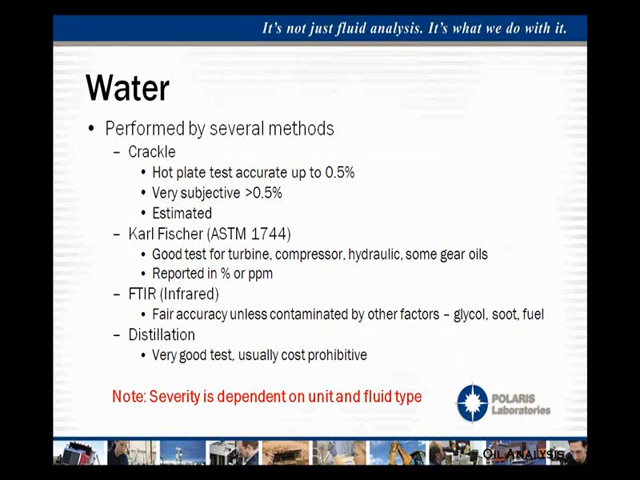 It's not just fluid analysis. It's what we do with it.
Water
• Performed by several methods
– Crackle
• Hot plate test accurate up to 0.5%
• Very subjective >0.5%
• Estimated
– Karl Fischer (ASTM 1744)
• Good test for turbine, compressor, hydraulic, some gear oils
• Reported in % or ppm
– FTIR (Infrared)
• Fair accuracy unless contaminated by other factors – glycol, soot, fuel
– Distillation
• Very good test, usually cost prohibitive
Note: Severity is dependent on unit and fluid type
POLARIS
Laboratories
OIL ANALYSIS